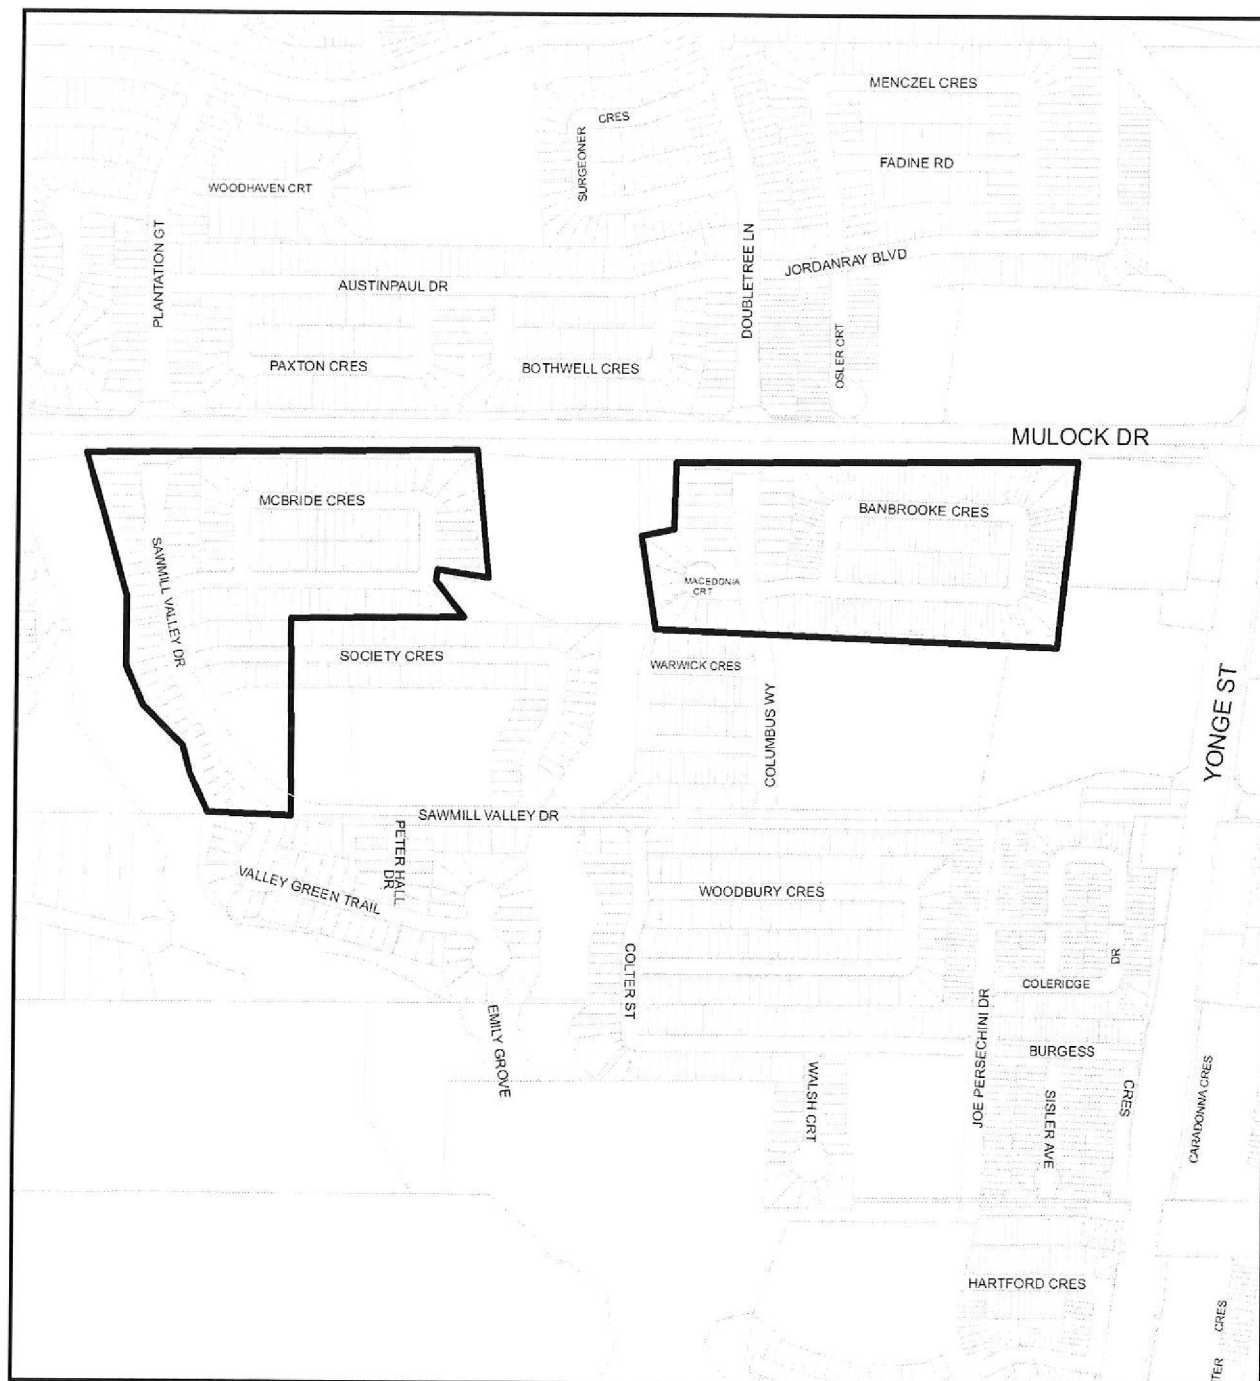 MENCZEL CRES
CRES
SURGEONER
FADINE RD
WOODHAVEN CRT
PLANTATION GT
DOUBLETREE LN
JORDANRAY BLVD
AUSTINPAUL DR
OSLER CRT
PAXTON CRES
BOTHWELL CRES
MULOCK DR
MCBRIDE CRES
BANBROOKE CRES
SAWMILL VALLEY DR
MACEDONIA
CRT
SOCIETY CRES
WARWICK CRES
COLUMBUS WY
YONGE ST
SAWMILL VALLEY DR
PETER HALL
DR
VALLEY GREEN TRAIL
WOODBURY CRES
COLTER ST
DR
COLERIDGE
EMILY GROVE
JOE PERSECHINI DR
BURGESS
CRES
WALSH CRT
SISLER AVE
CARADONNA CRES
HARTFORD CRES
CRES
TER